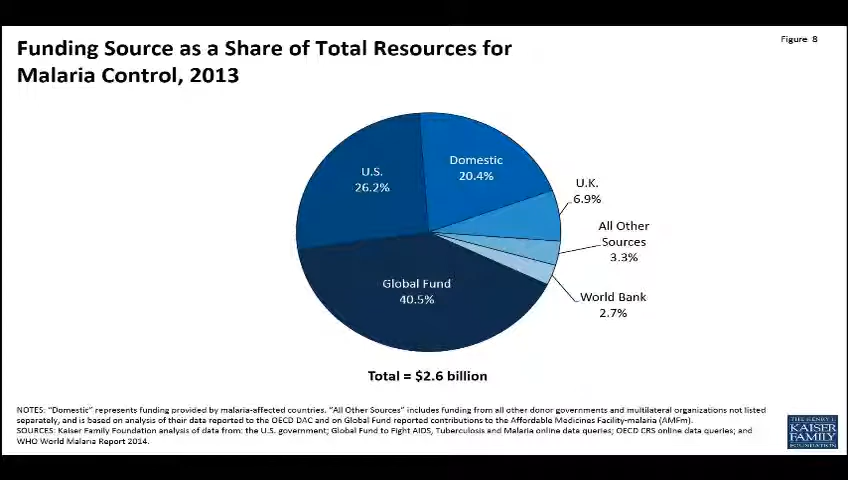 Figure 8
Funding Source as a Share of Total Resources for
Malaria Control, 2013
U.S.
26.2%
Domestic
20.4%
U.K.
6.9%
All Other
Sources
3.3%
World Bank
2.7%
Global Fund
40.5%
Total = $2.6 billion
NOTES: “Domestic” represents funding provided by malaria-affected countries. “All Other Sources” includes funding from all other donor governments and multilateral organizations not listed
separately, and is based on analysis of their data reported to the OECD DAC and on Global Fund reported contributions to the Affordable Medicines Facility-malaria (AMFm).
SOURCES: Kaiser Family Foundation analysis of data from: the U.S. government; Global Fund to Fight AIDS, Tuberculosis and Malaria online data queries; OECD CRS online data queries; and
WHO World Malaria Report 2014.
THE HENRY J.
KAISER
FAMILY
FOUNDATION